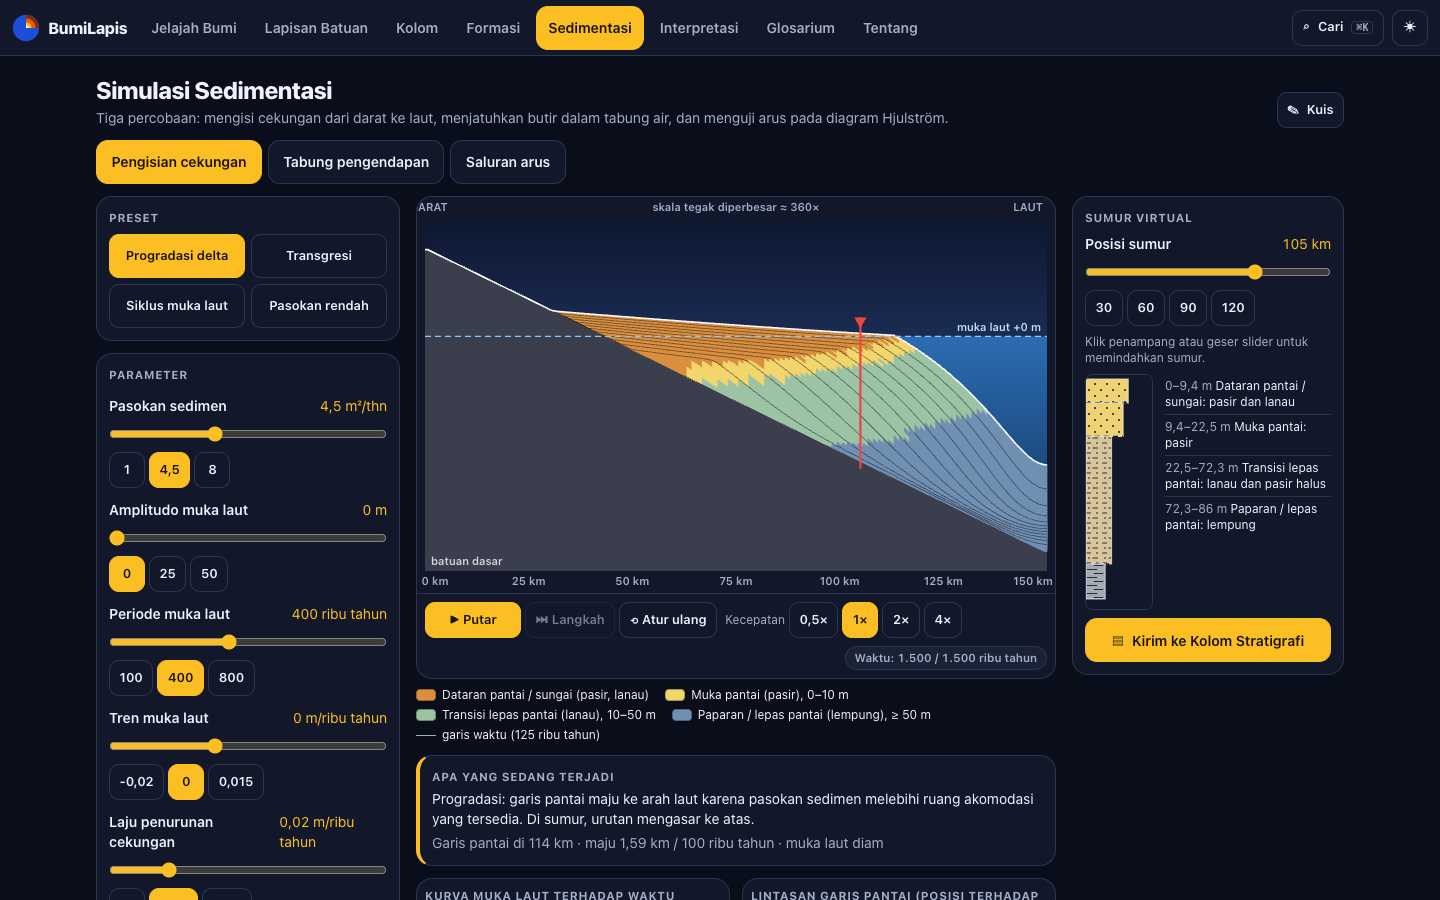 BumiLapis
Jelajah Bumi
Lapisan Batuan
Kolom
Formasi
Sedimentasi
Interpretasi
Glosarium
Tentang
Cari ⌘K
Simulasi Sedimentasi
Tiga percobaan: mengisi cekungan dari darat ke laut, menjatuhkan butir dalam tabung air, dan menguji arus pada diagram Hjulström.
Kuis
Pengisian cekungan
Tabung pengendapan
Saluran arus
PRESET
Progradasi delta
Transgresi
Siklus muka laut
Pasokan rendah
PARAMETER
Pasokan sedimen 4,5 m²/thn
1 4,5 8
Amplitudo muka laut 0 m
0 25 50
Periode muka laut 400 ribu tahun
100 400 800
Tren muka laut 0 m/ribu tahun
-0,02 0 0,015
Laju penurunan cekungan 0,02 m/ribu tahun
ARAT
skala tegak diperbesar ≈ 360×
LAUT
muka laut +0 m
batuan dasar
0 km 25 km 50 km 75 km 100 km 125 km 150 km
Putar
Langkah
Atur ulang
Kecepatan 0,5× 1× 2× 4×
Waktu: 1.500 / 1.500 ribu tahun
Dataran pantai / sungai (pasir, lanau)
Muka pantai (pasir), 0–10 m
Transisi lepas pantai (lanau), 10–50 m
Paparan / lepas pantai (lempung), ≥ 50 m
garis waktu (125 ribu tahun)
APA YANG SEDANG TERJADI
Progradasi: garis pantai maju ke arah laut karena pasokan sedimen melebihi ruang akomodasi
yang tersedia. Di sumur, urutan mengasar ke atas.
Garis pantai di 114 km · maju 1,59 km / 100 ribu tahun · muka laut diam
KURVA MUKA LAUT TERHADAP WAKTU
LINTASAN GARIS PANTAI (POSISI TERHADAP
SUMUR VIRTUAL
Posisi sumur 105 km
30 60 90 120
Klik penampang atau geser slider untuk
memindahkan sumur.
0–9,4 m Dataran pantai /
sungai: pasir dan lanau
9,4–22,5 m Muka pantai:
pasir
22,5–72,3 m Transisi lepas
pantai: lanau dan pasir halus
72,3–86 m Paparan / lepas
pantai: lempung
Kirim ke Kolom Stratigrafi